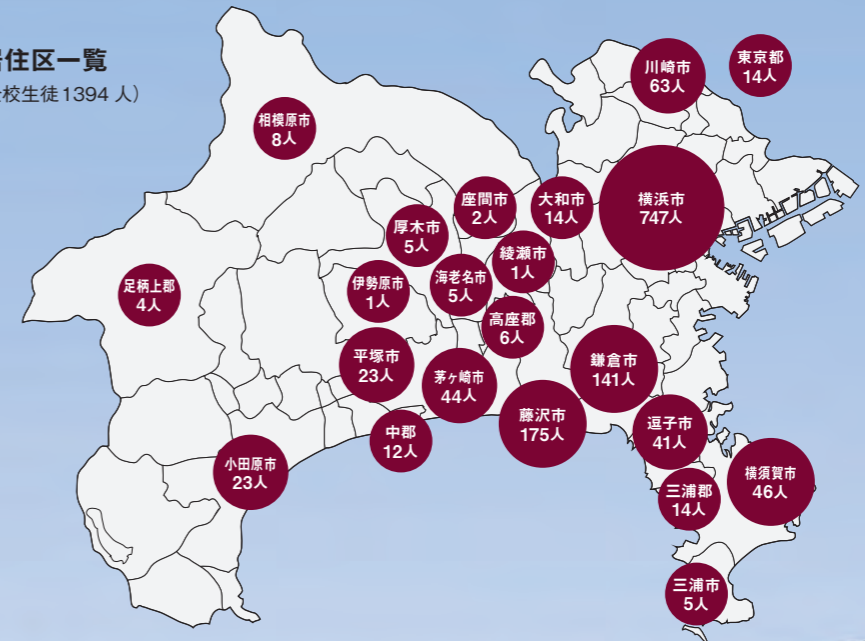 住区一覧
校生徒1394 人）
川崎市
63人
東京都
14人
相模原市
8人
座間市
2人
大和市
14人
横浜市
747人
厚木市
5人
綾瀬市
1人
足柄上郡
4人
伊勢原市
1人
海老名市
5人
高座郡
6人
平塚市
23人
茅ヶ崎市
44人
鎌倉市
141人
藤沢市
175人
逗子市
41人
中郡
12人
小田原市
23人
横須賀市
46人
三浦郡
14人
三浦市
5人